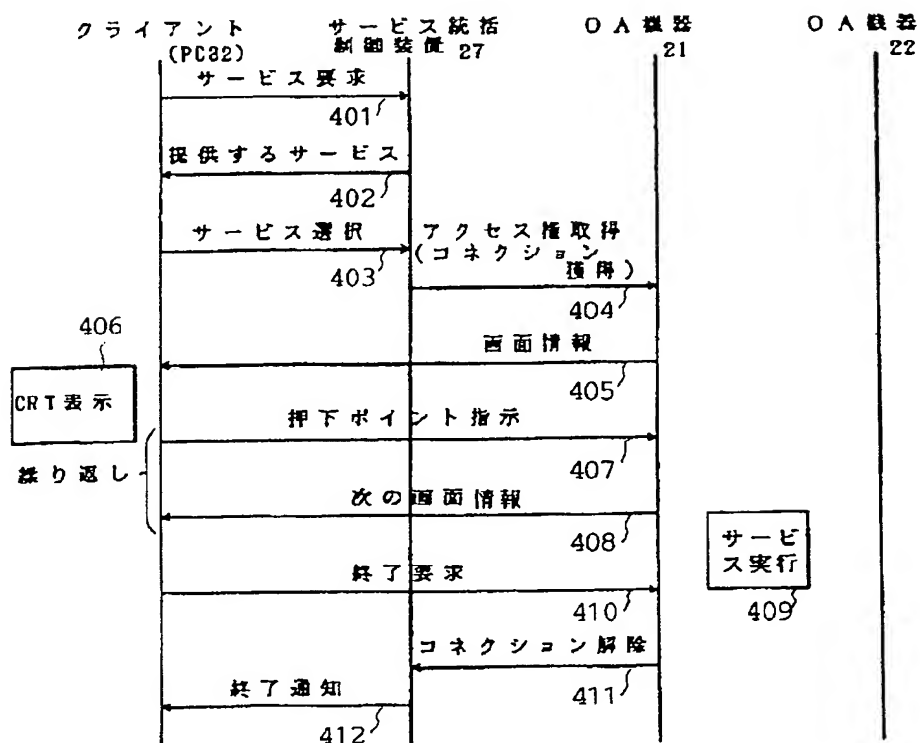 クライアント
(PC32)
サービス統括
制御装置 27
OA機器
21
OA機器
22
サービス要求
401
提供するサービス
402
サービス選択
403
アクセス権取得
(コネクション
獲得)
404
画面情報
405
406
CRT表示
押下ポイント指示
407
繰り返し
次の画面情報
408
サービ
ス実行
409
終了要求
410
コネクション解除
411
終了通知
412